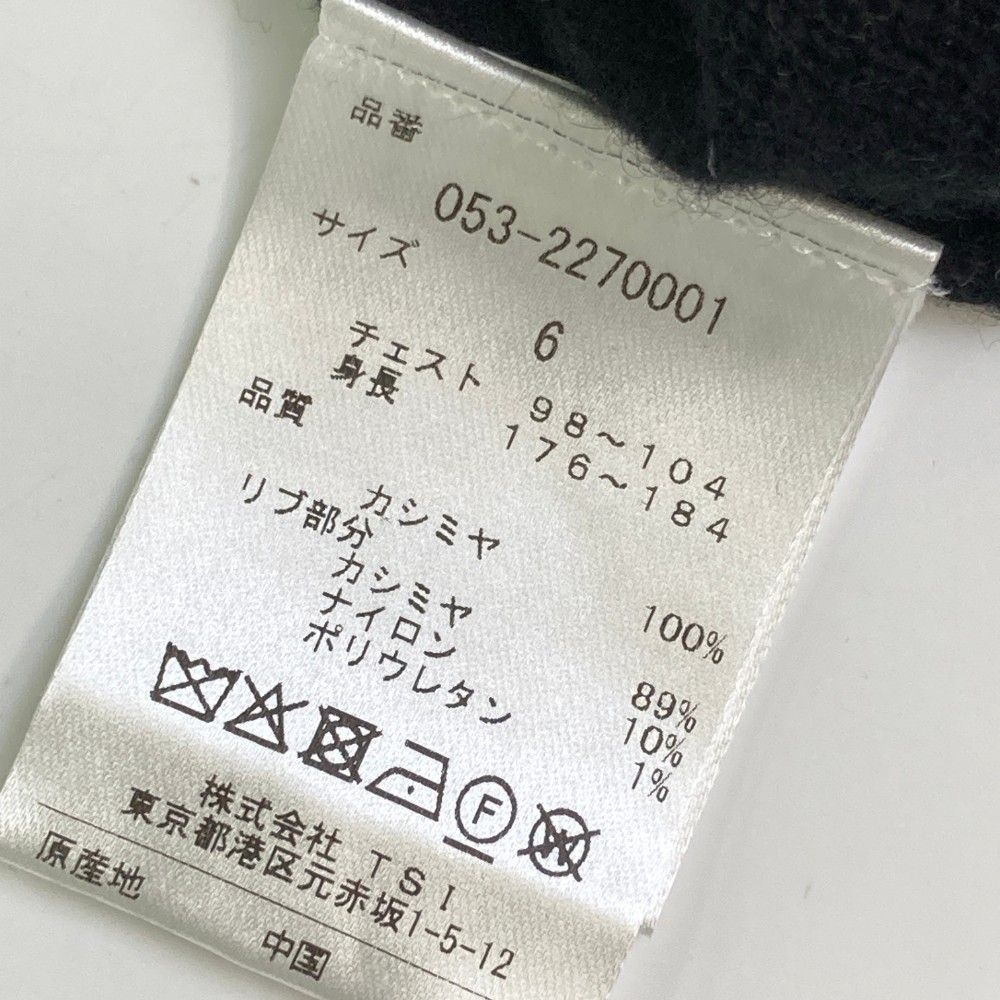 品番
053-2270001
サイズ
6
チェスト 98～104
身長 176～184
品質
カシミヤ 100%
リブ部分
カシミヤ 89%
ナイロン 10%
ポリウレタン 1%
F W
株式会社 TSI
東京都港区元赤坂1-5-12
原産地
中国